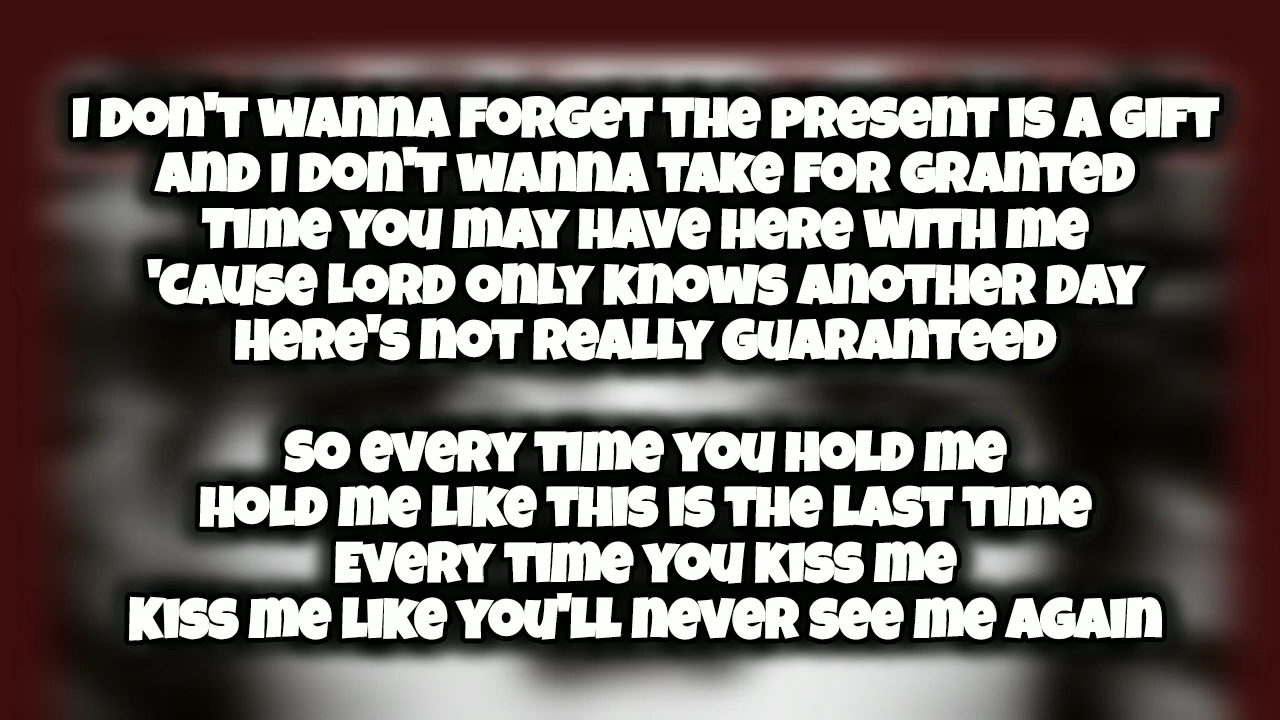 I DON'T WANNA FORGET THE PRESENT IS A GIFT
AND I DON'T WANNA TAKE FOR GRANTED
TIME YOU MAY HAVE HERE WITH ME
'CAUSE LORD ONLY KNOWS ANOTHER DAY
HERE'S NOT REALLY GUARANTEED
SO EVERY TIME YOU HOLD ME
HOLD ME LIKE THIS IS THE LAST TIME
EVERY TIME YOU KISS ME
KISS ME LIKE YOU'LL NEVER SEE ME AGAIN